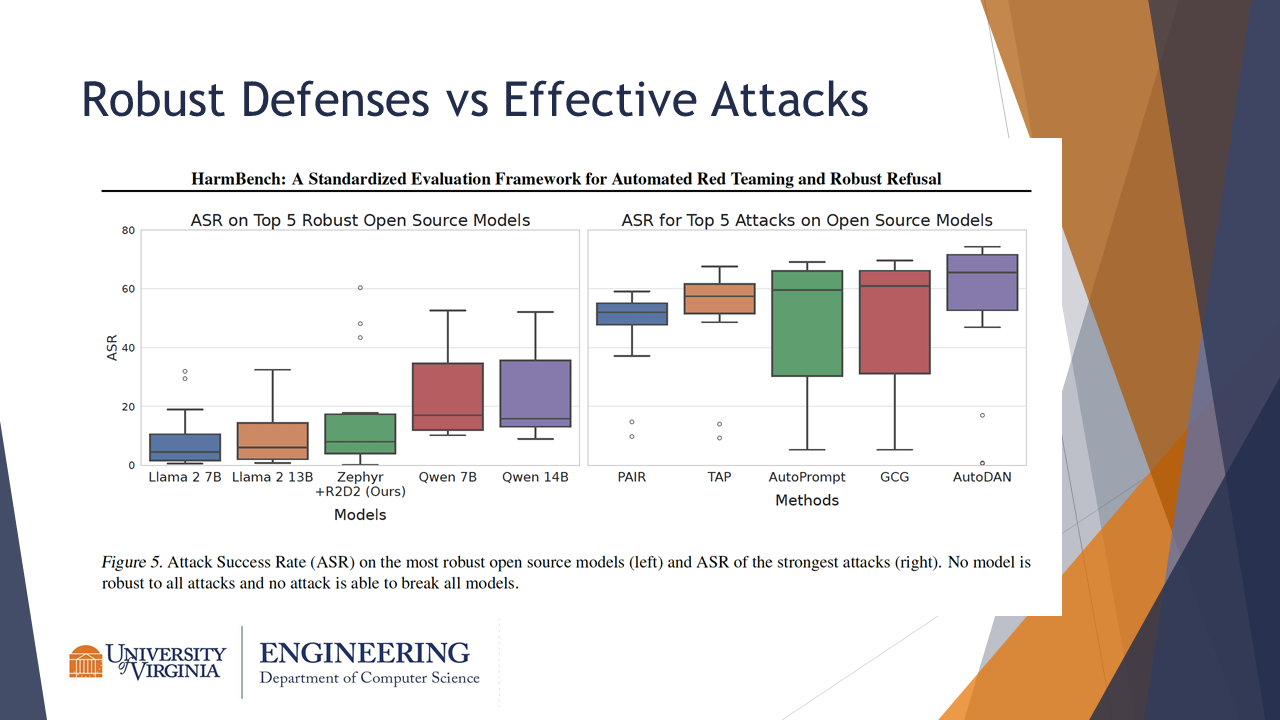 Robust Defenses vs Effective Attacks
HarmBench: A Standardized Evaluation Framework for Automated Red Teaming and Robust Refusal
ASR on Top 5 Robust Open Source Models
ASR for Top 5 Attacks on Open Source Models
80
60
40
20
0
ASR
Llama 2 7B
Llama 2 13B
Zephyr
+R2D2 (Ours)
Qwen 7B
Qwen 14B
Models
PAIR
TAP
AutoPrompt
GCG
AutoDAN
Methods
Figure 5. Attack Success Rate (ASR) on the most robust open source models (left) and ASR of the strongest attacks (right). No model is
robust to all attacks and no attack is able to break all models.
UNIVERSITY
of VIRGINIA
ENGINEERING
Department of Computer Science